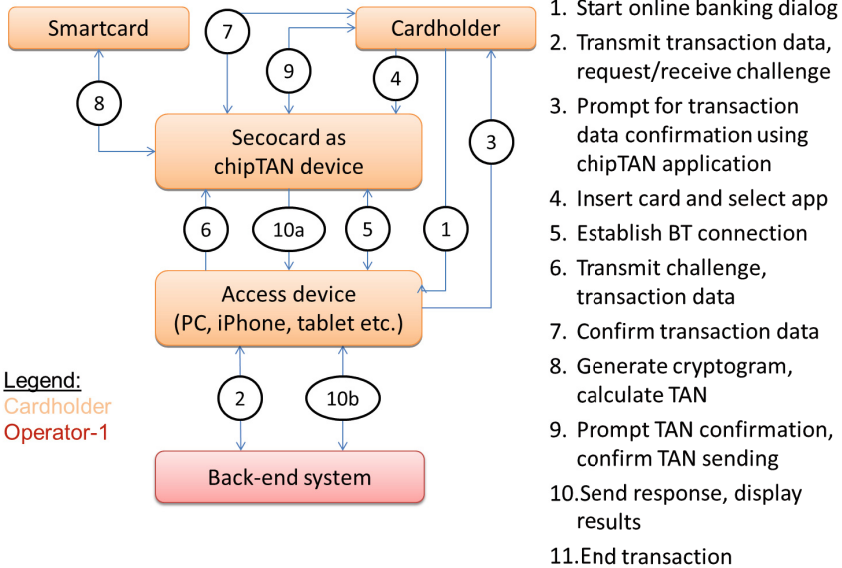 Smartcard
7
Cardholder
9
4
8
Secocard as
chipTAN device
3
6
10a
5
1
Access device
(PC, iPhone, tablet etc.)
2
10b
Back-end system
Legend:
Cardholder
Operator-1
1. Start online banking dialog
2. Transmit transaction data,
request/receive challenge
3. Prompt for transaction
data confirmation using
chipTAN application
4. Insert card and select app
5. Establish BT connection
6. Transmit challenge,
transaction data
7. Confirm transaction data
8. Generate cryptogram,
calculate TAN
9. Prompt TAN confirmation,
confirm TAN sending
10.Send response, display
results
11.End transaction